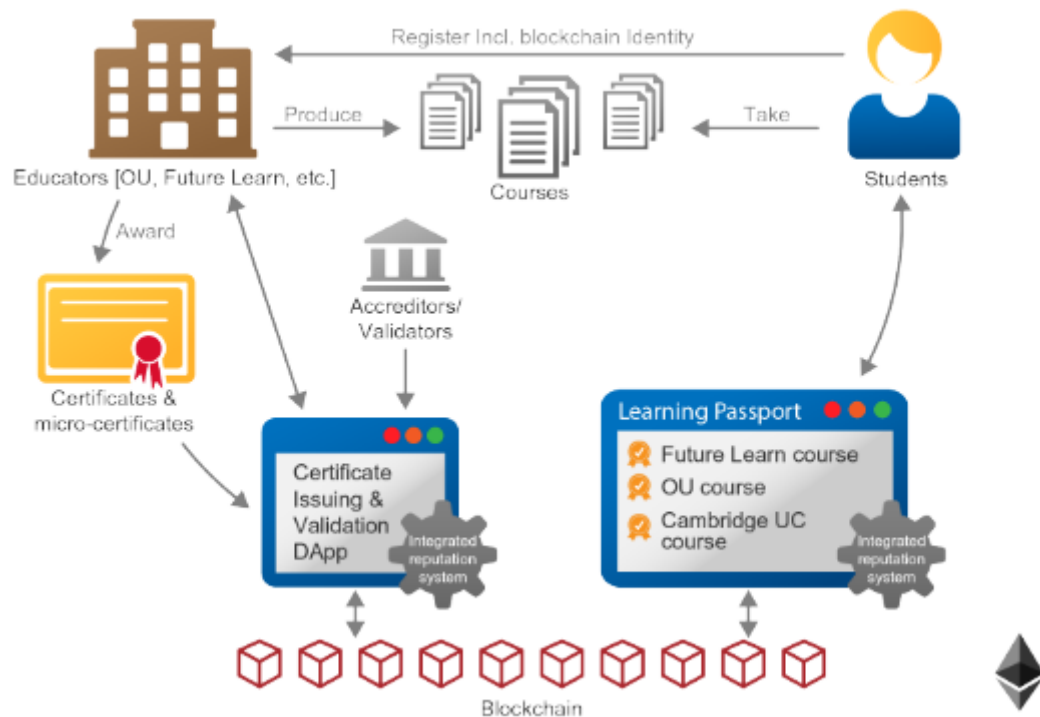 Register Incl. blockchain Identity
Produce
Take
Educators [OU, Future Learn, etc.]
Courses
Students
Award
Accreditors/
Validators
Certificates &
micro-certificates
Certificate
Issuing &
Validation
DApp
Integrated
reputation
system
Learning Passport
Future Learn course
OU course
Cambridge UC
course
Integrated
reputation
system
Blockchain